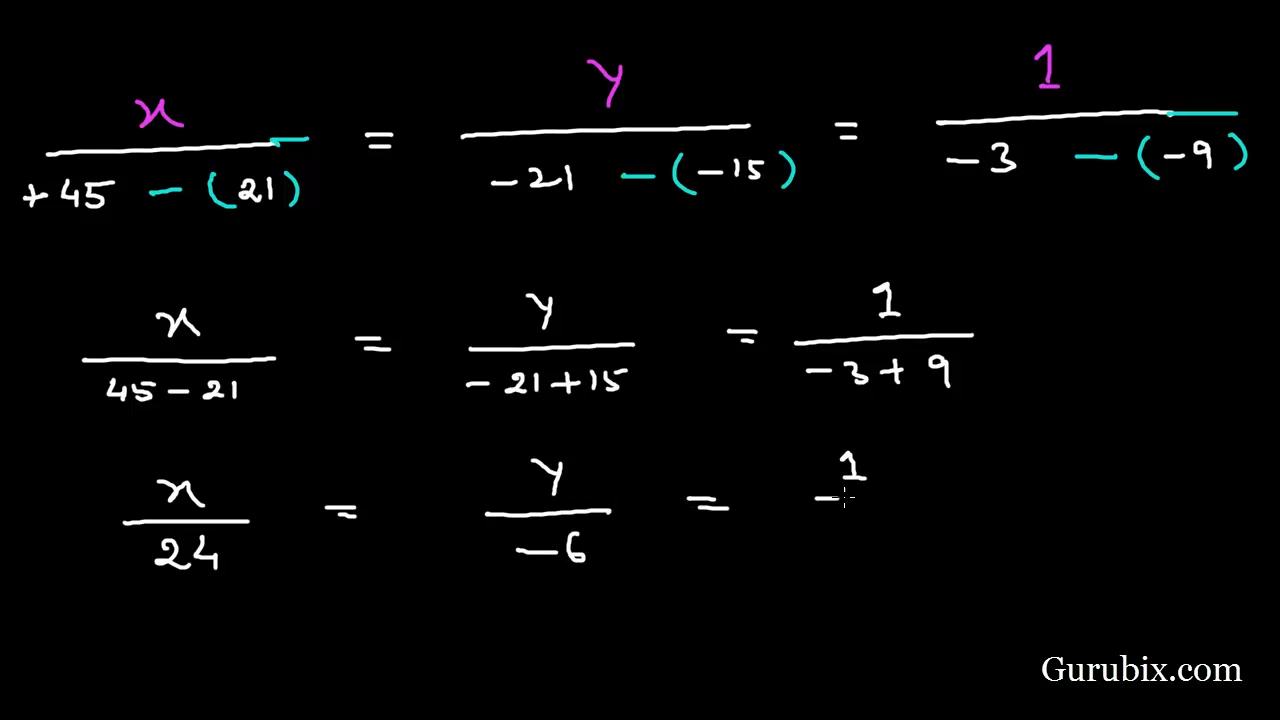 x / +45 - (21) = y / -21 - (-15) = 1 / -3 - (-9)
x / 45 - 21 = y / -21 + 15 = 1 / -3 + 9
x / 24 = y / -6 = 1
Gurubix.com